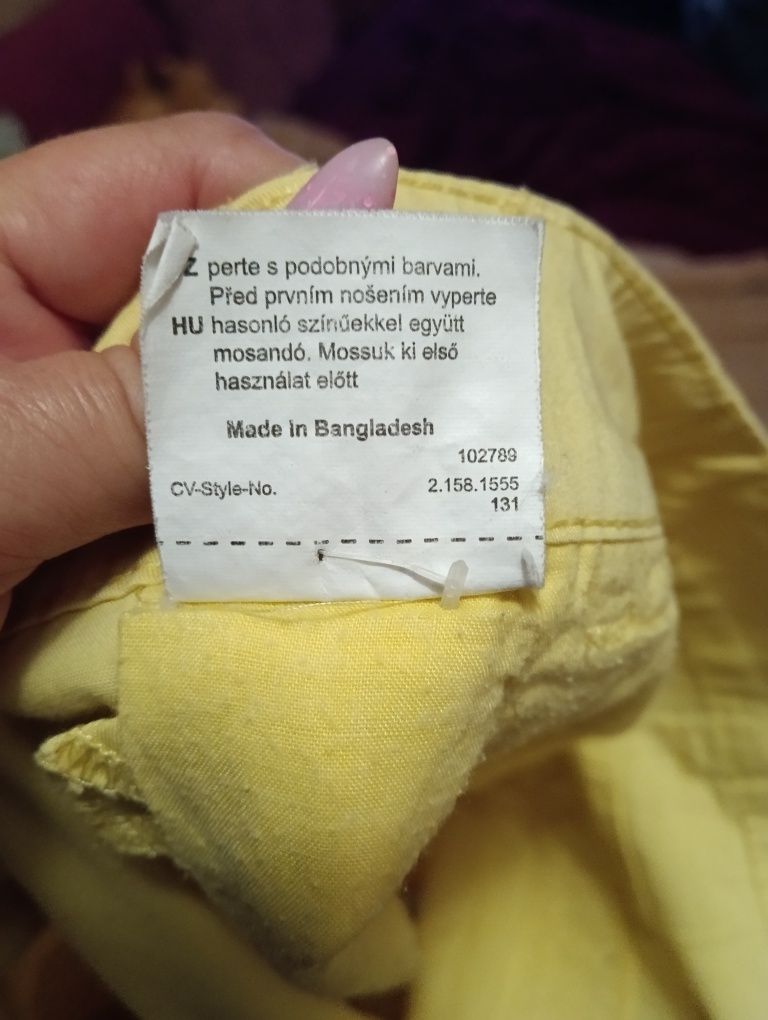 Z perte s podobnými barvami.
Před prvním nošením vyperte
HU hasonló színűekkel együtt
mosandó. Mossuk ki első
használat előtt
Made in Bangladesh
102789
CV-Style-No. 2.158.1555
131